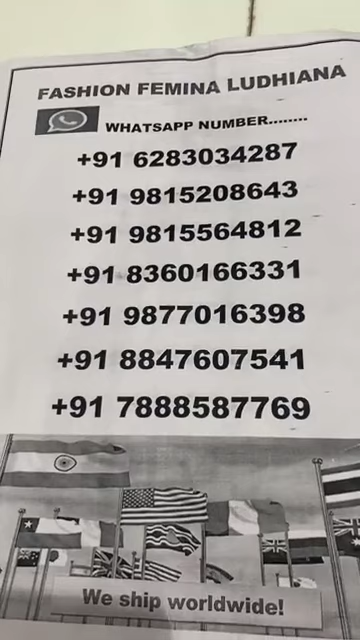 FASHION FEMINA LUDHIANA
WHATSAPP NUMBER........
+91 6283034287
+91 9815208643
+91 9815564812
+91 8360166331
+91 9877016398
+91 8847607541
+91 7888587769
We ship worldwide!